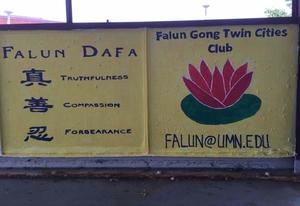 Falun Dafa
真 Truthfulness
善 Compassion
忍 Forbearance
Falun Gong Twin Cities
Club
FALUN@UMN.EDU